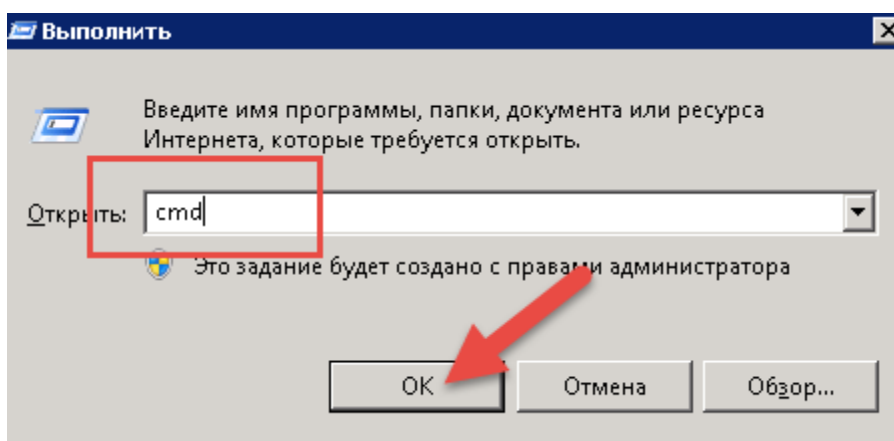 Выполнить
Введите имя программы, папки, документа или ресурса
Интернета, которые требуется открыть.
Открыть: cmd
Это задание будет создано с правами администратора
ОК Отмена Обзор...